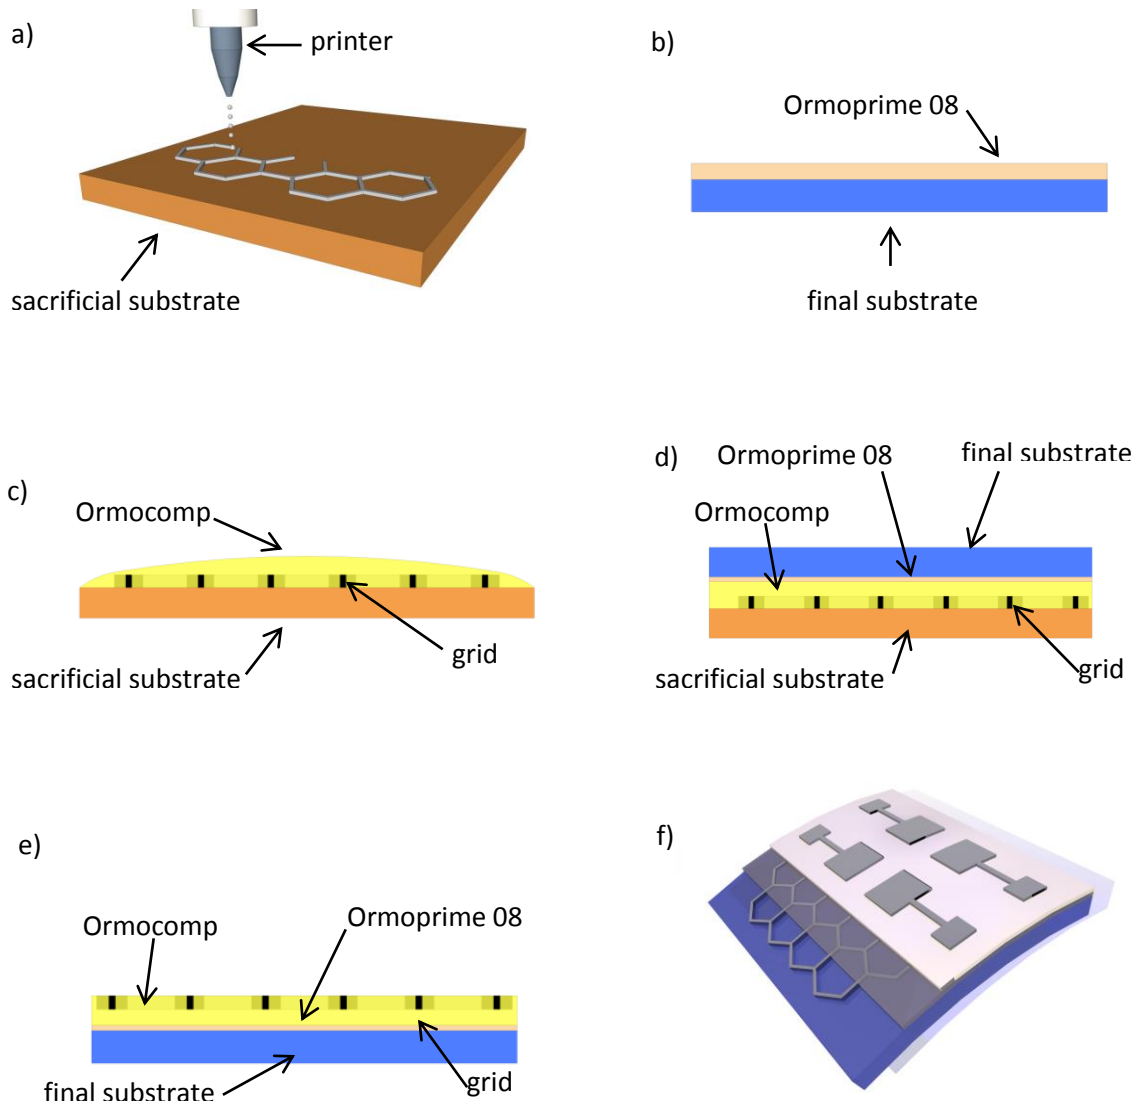 a)
printer
sacrificial substrate
b)
Ormoprime 08
final substrate
c)
Ormocomp
grid
sacrificial substrate
d)
Ormoprime 08
final substrate
Ormocomp
sacrificial substrate
grid
e)
Ormocomp
Ormoprime 08
final substrate
grid
f)